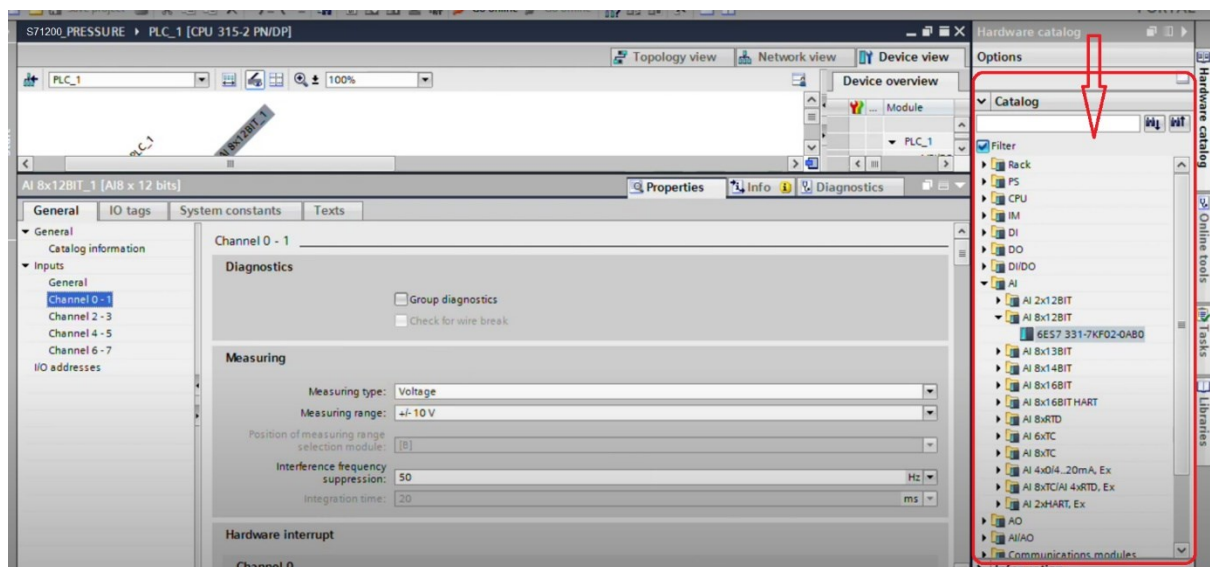 S71200_PRESSURE ▸ PLC_1 [CPU 315-2 PN/DP]
Hardware catalog
Topology view
Network view
Device view
Options
PLC_1
100%
Device overview
... Module
PLC_1
PLC_1
AI 8x12BIT_1
Catalog
Filter
Rack
PS
CPU
IM
DI
DO
DI/DO
AI
AI 2x12BIT
AI 8x12BIT
6ES7 331-7KF02-0AB0
AI 8x13BIT
AI 8x14BIT
AI 8x16BIT
AI 8x16BIT HART
AI 8xRTD
AI 6xTC
AI 8xTC
AI 4x0/4..20mA, Ex
AI 8xTC/AI 4xRTD, Ex
AI 2xHART, Ex
AO
AI/AO
Communications modules
AI 8x12BIT_1 [AI8 x 12 bits]
Properties
Info
Diagnostics
General
IO tags
System constants
Texts
General
Catalog information
Inputs
General
Channel 0 - 1
Channel 2 - 3
Channel 4 - 5
Channel 6 - 7
I/O addresses
Channel 0 - 1
Diagnostics
Group diagnostics
Check for wire break
Measuring
Measuring type: Voltage
Measuring range: +/- 10 V
Position of measuring range
selection module: [B]
Interference frequency
suppression: 50 Hz
Integration time: 20 ms
Hardware interrupt
Channel 0
Hardware catalog
Online tools
Tasks
Libraries